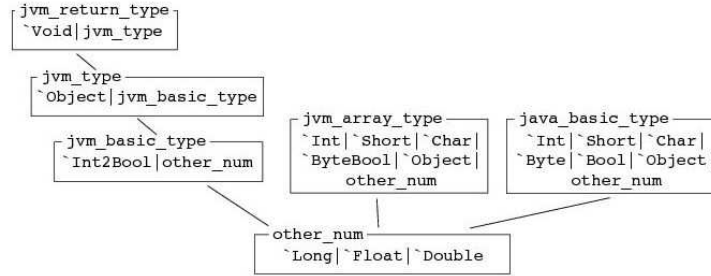 jvm_return_type
`Void|jvm_type
jvm_type
`Object|jvm_basic_type
jvm_basic_type
`Int2Bool|other_num
jvm_array_type
`Int|`Short|`Char|
`ByteBool|`Object|
other_num
java_basic_type
`Int|`Short|`Char|
`Byte|`Bool|`Object
other_num
other_num
`Long|`Float|`Double